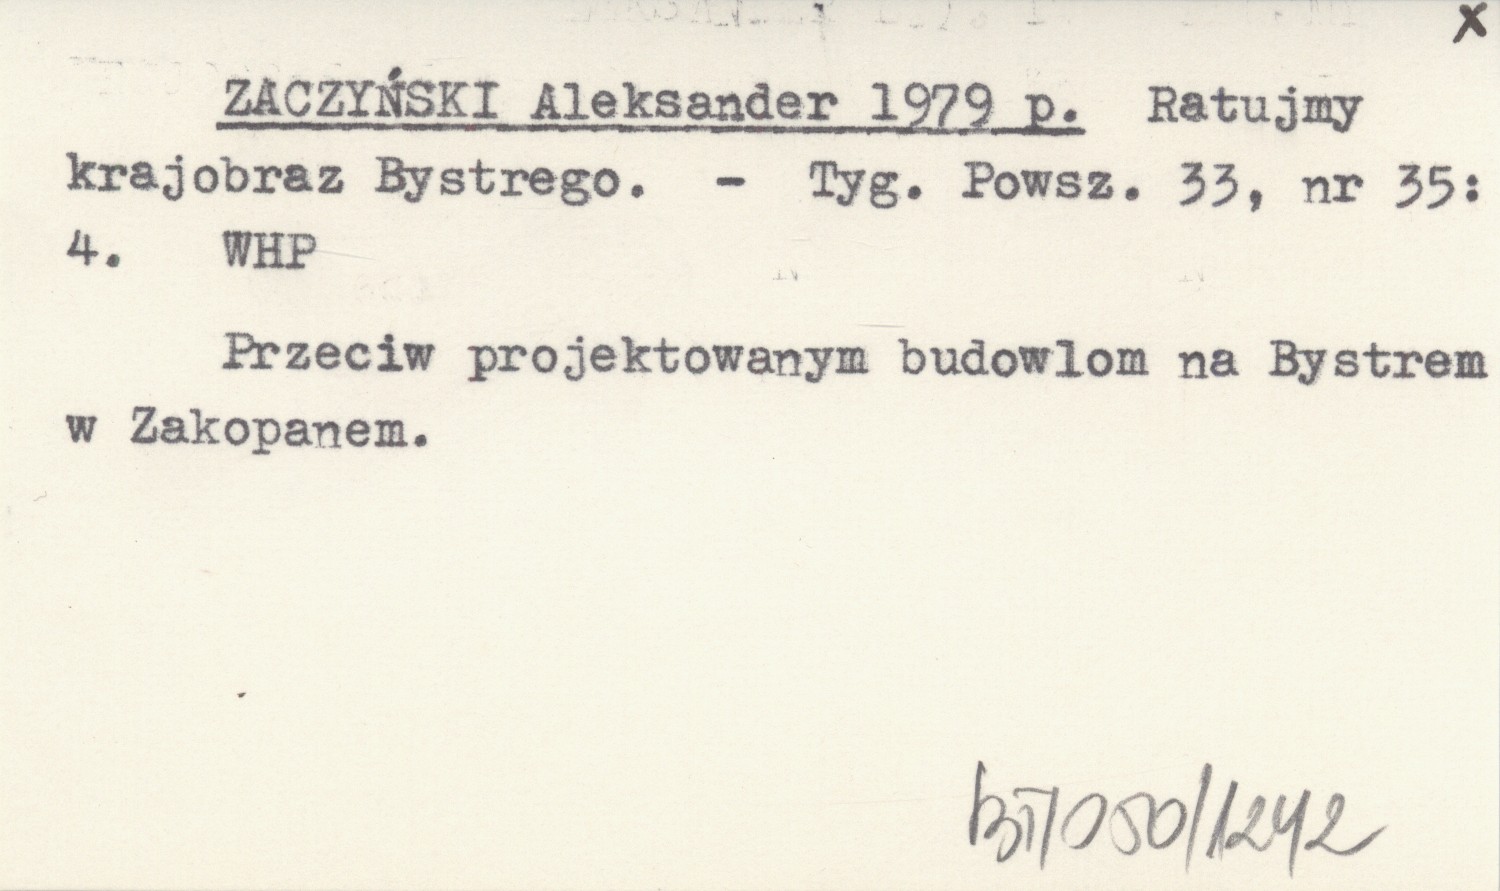 x
ZACZYŃSKI Aleksander 1979 p. Ratujmy
krajobraz Bystrego. - Tyg. Powsz. 33, nr 35:
4. WHP
Przeciw projektowanym budowlom na Bystrem
w Zakopanem.
BT/050/1242